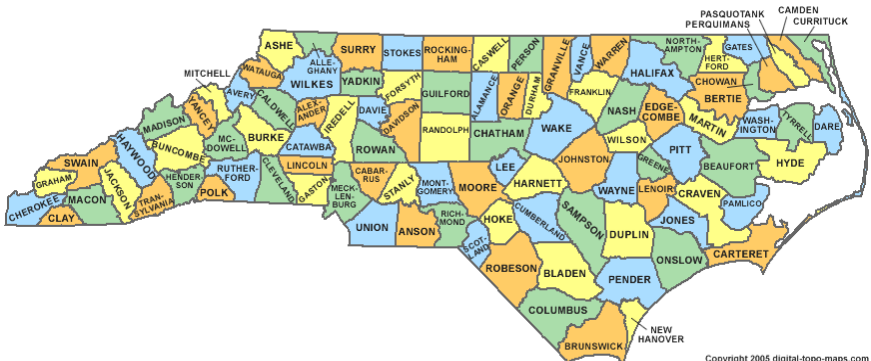 PASQUOTANK
CAMDEN
PERQUIMANS
CURRITUCK
ASHE
ALLE-
GHANY
SURRY
STOKES
ROCKING-
HAM
CASWELL
PERSON
GRANVILLE
VANCE
WARREN
NORTH-
AMPTON
GATES
HERT-
FORD
MITCHELL
WATAUGA
WILKES
YADKIN
FORSYTH
GUILFORD
ALAMANCE
ORANGE
DURHAM
FRANKLIN
HALIFAX
CHOWAN
BERTIE
AVERY
YANCEY
CALDWELL
ALEX-
ANDER
IREDELL
DAVIE
DAVIDSON
RANDOLPH
CHATHAM
WAKE
NASH
EDGE-
COMBE
MARTIN
WASH-
INGTON
TYRRELL
DARE
MADISON
BUNCOMBE
MC-
DOWELL
BURKE
CATAWBA
ROWAN
WILSON
PITT
BEAUFORT
HYDE
SWAIN
HAYWOOD
HENDER-
SON
RUTHER-
FORD
CLEVELAND
LINCOLN
GASTON
CABAR-
RUS
STANLY
MONT-
GOMERY
MOORE
LEE
HARNETT
JOHNSTON
WAYNE
GREENE
LENOIR
CRAVEN
PAMLICO
GRAHAM
CHEROKEE
CLAY
MACON
JACKSON
TRAN-
SYLVANIA
POLK
MECK-
LEN-
BURG
UNION
ANSON
RICH-
MOND
SCOT-
LAND
HOKE
CUMBERLAND
SAMPSON
DUPLIN
JONES
CARTERET
ONSLOW
ROBESON
BLADEN
PENDER
COLUMBUS
BRUNSWICK
NEW
HANOVER
Copyright 2005 digital-topo-maps.com